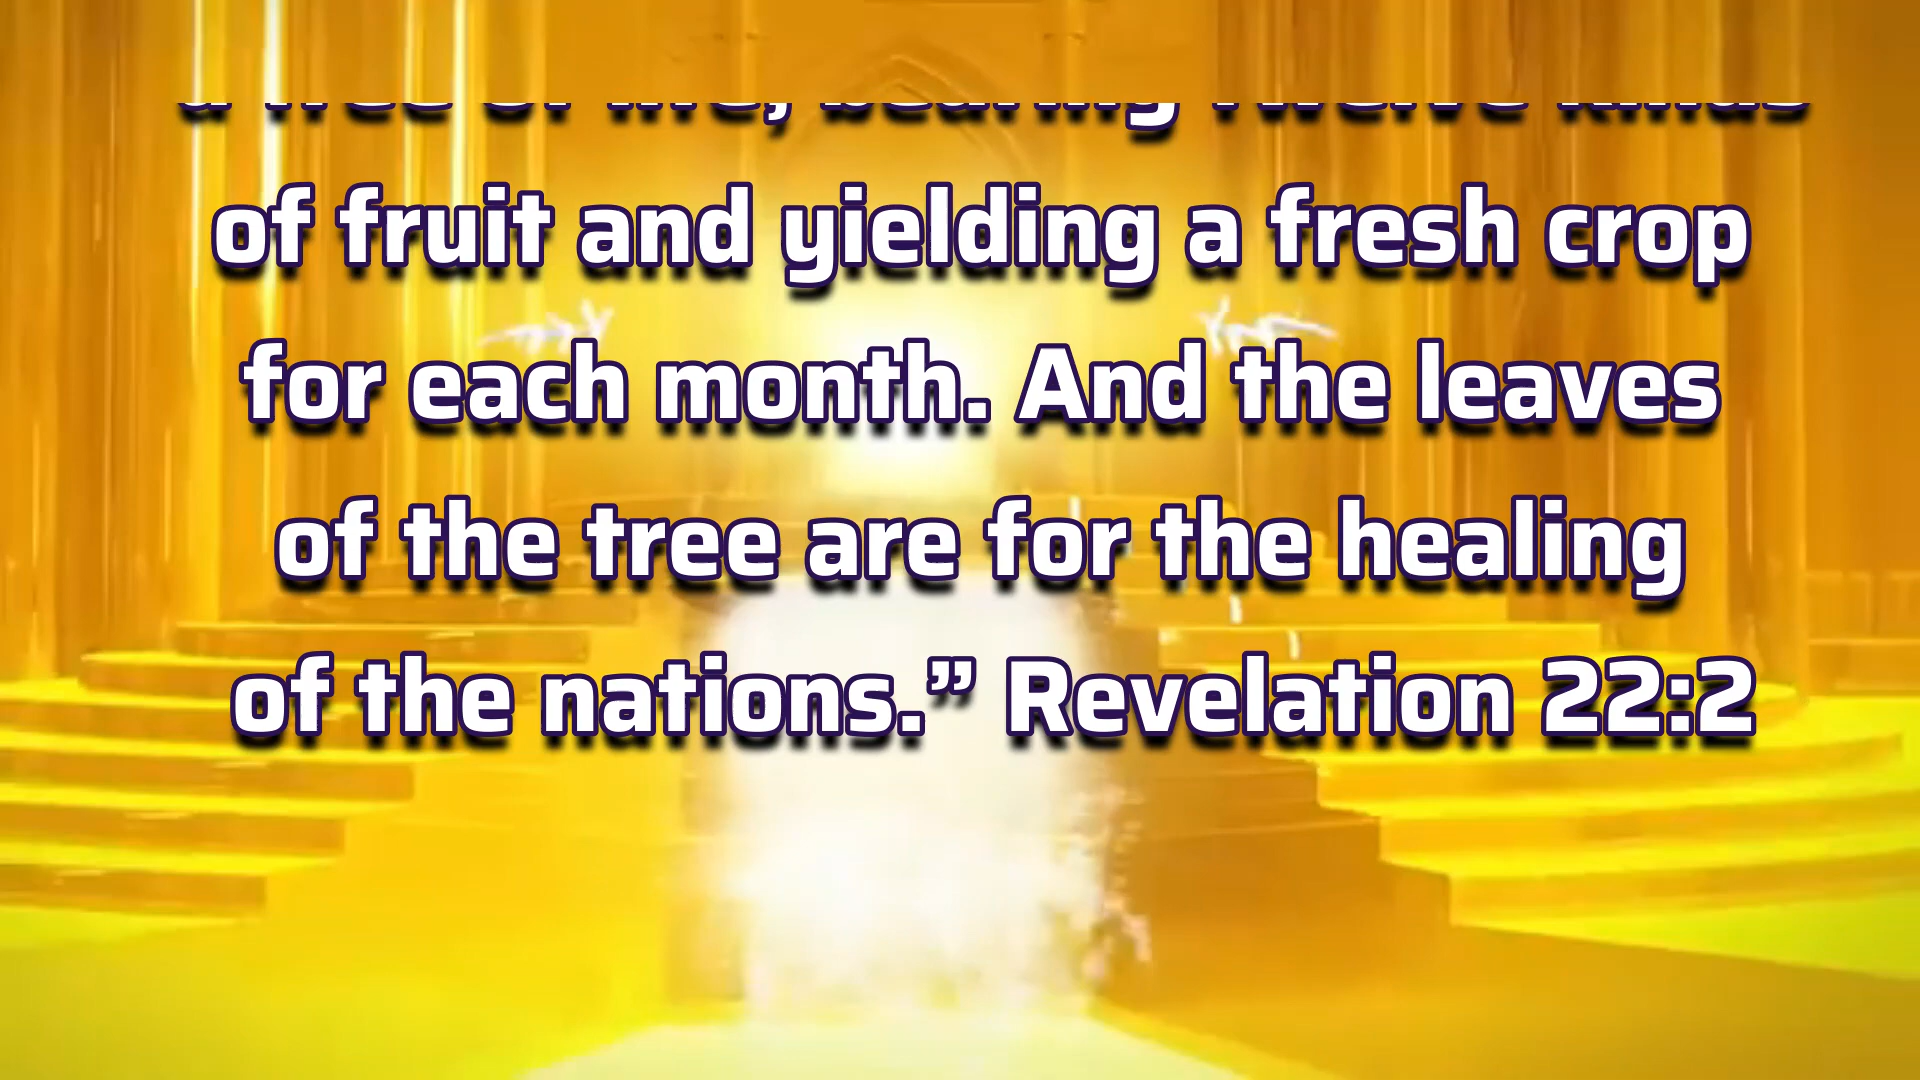 of fruit and yielding a fresh crop
for each month. And the leaves
of the tree are for the healing
of the nations.” Revelation 22:2